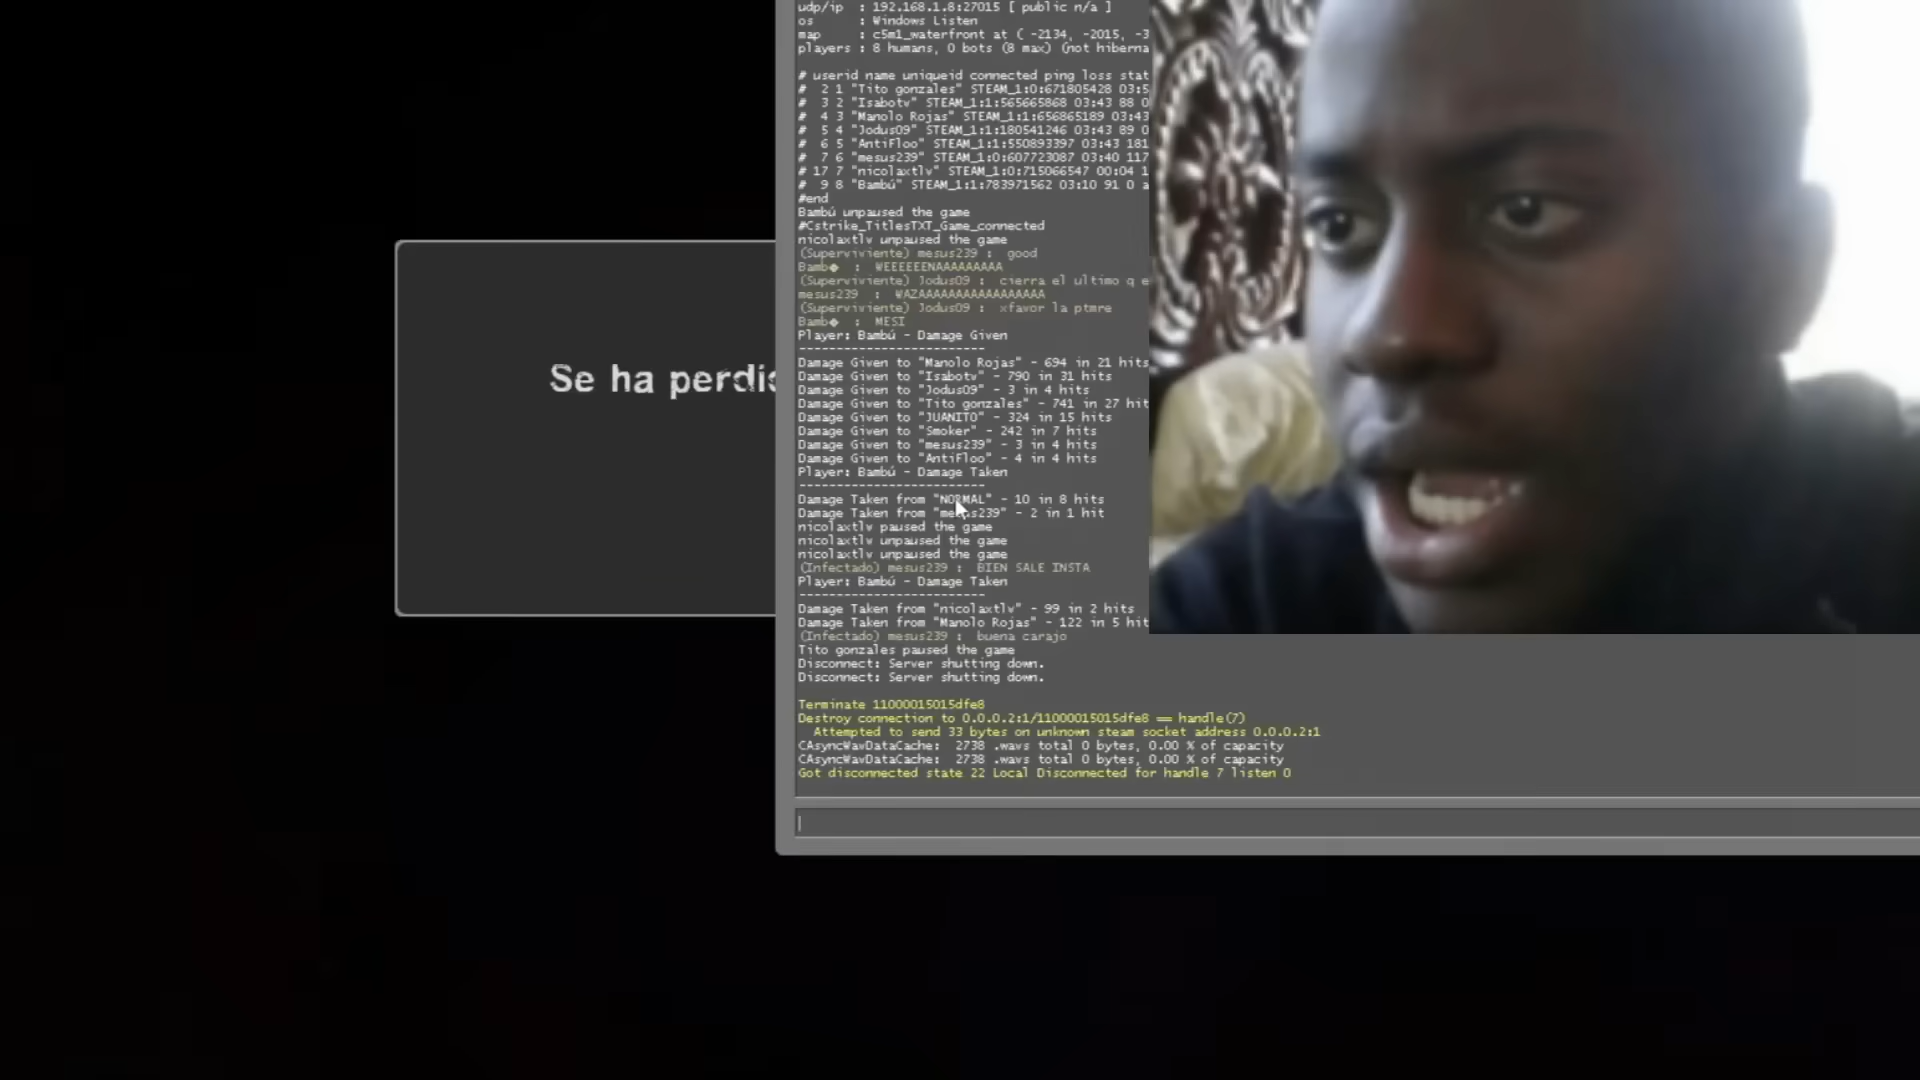 udp/ip : 192.168.1.8:27015 [ public n/a ]
os : Windows Listen
map : c5m1_waterfront at ( -2134, -2015, -3
players : 8 humans, 0 bots (8 max) (not hiberna
# userid name uniqueid connected ping loss stat
# 2 1 "Tito gonzales" STEAM_1:0:671805428 03:5
# 3 2 "Isabotv" STEAM_1:1:565665868 03:43 88 0
# 4 3 "Manolo Rojas" STEAM_1:1:656865189 03:43
# 5 4 "Jodus09" STEAM_1:1:180541246 03:43 89 0
# 6 5 "AntiFloo" STEAM_1:1:550893397 03:43 181
# 7 6 "mesus239" STEAM_1:0:607723087 03:40 117
# 17 7 "nicolaxtlv" STEAM_1:0:715066547 00:04 1
# 9 8 "Bambú" STEAM_1:1:783971562 03:10 91 0 a
#end
Bambú unpaused the game
#Cstrike_TitlesTXT_Game_connected
nicolaxtlv unpaused the game
(Superviviente) mesus239 : good
Bamb� : WEEEEEENAAAAAAAAA
(Superviviente) Jodus09 : cierra el ultimo q e
mesus239 : WAZAAAAAAAAAAAAAAAAA
(Superviviente) Jodus09 : xfavor la ptmre
Bamb� : MESI
Player: Bambú - Damage Given
-------------------------
Damage Given to "Manolo Rojas" - 694 in 21 hits
Damage Given to "Isabotv" - 790 in 31 hits
Damage Given to "Jodus09" - 3 in 4 hits
Damage Given to "Tito gonzales" - 741 in 27 hit
Damage Given to "JUANITO" - 324 in 15 hits
Damage Given to "Smoker" - 242 in 7 hits
Damage Given to "mesus239" - 3 in 4 hits
Damage Given to "AntiFloo" - 4 in 4 hits
Player: Bambú - Damage Taken
-------------------------
Damage Taken from "NORMAL" - 10 in 8 hits
Damage Taken from "mesus239" - 2 in 1 hit
nicolaxtlv paused the game
nicolaxtlv unpaused the game
nicolaxtlv unpaused the game
(Infectado) mesus239 : BIEN SALE INSTA
Player: Bambú - Damage Taken
-------------------------
Damage Taken from "nicolaxtlv" - 99 in 2 hits
Damage Taken from "Manolo Rojas" - 122 in 5 hit
(Infectado) mesus239 : buena carajo
Tito gonzales paused the game
Disconnect: Server shutting down.
Disconnect: Server shutting down.
Terminate 11000015015dfe8
Destroy connection to 0.0.0.2:1/11000015015dfe8 == handle(7)
Attempted to send 33 bytes on unknown steam socket address 0.0.0.2:1
CAsyncWavDataCache: 2738 .wavs total 0 bytes, 0.00 % of capacity
CAsyncWavDataCache: 2738 .wavs total 0 bytes, 0.00 % of capacity
Got disconnected state 22 Local Disconnected for handle 7 listen 0
Se ha perdid